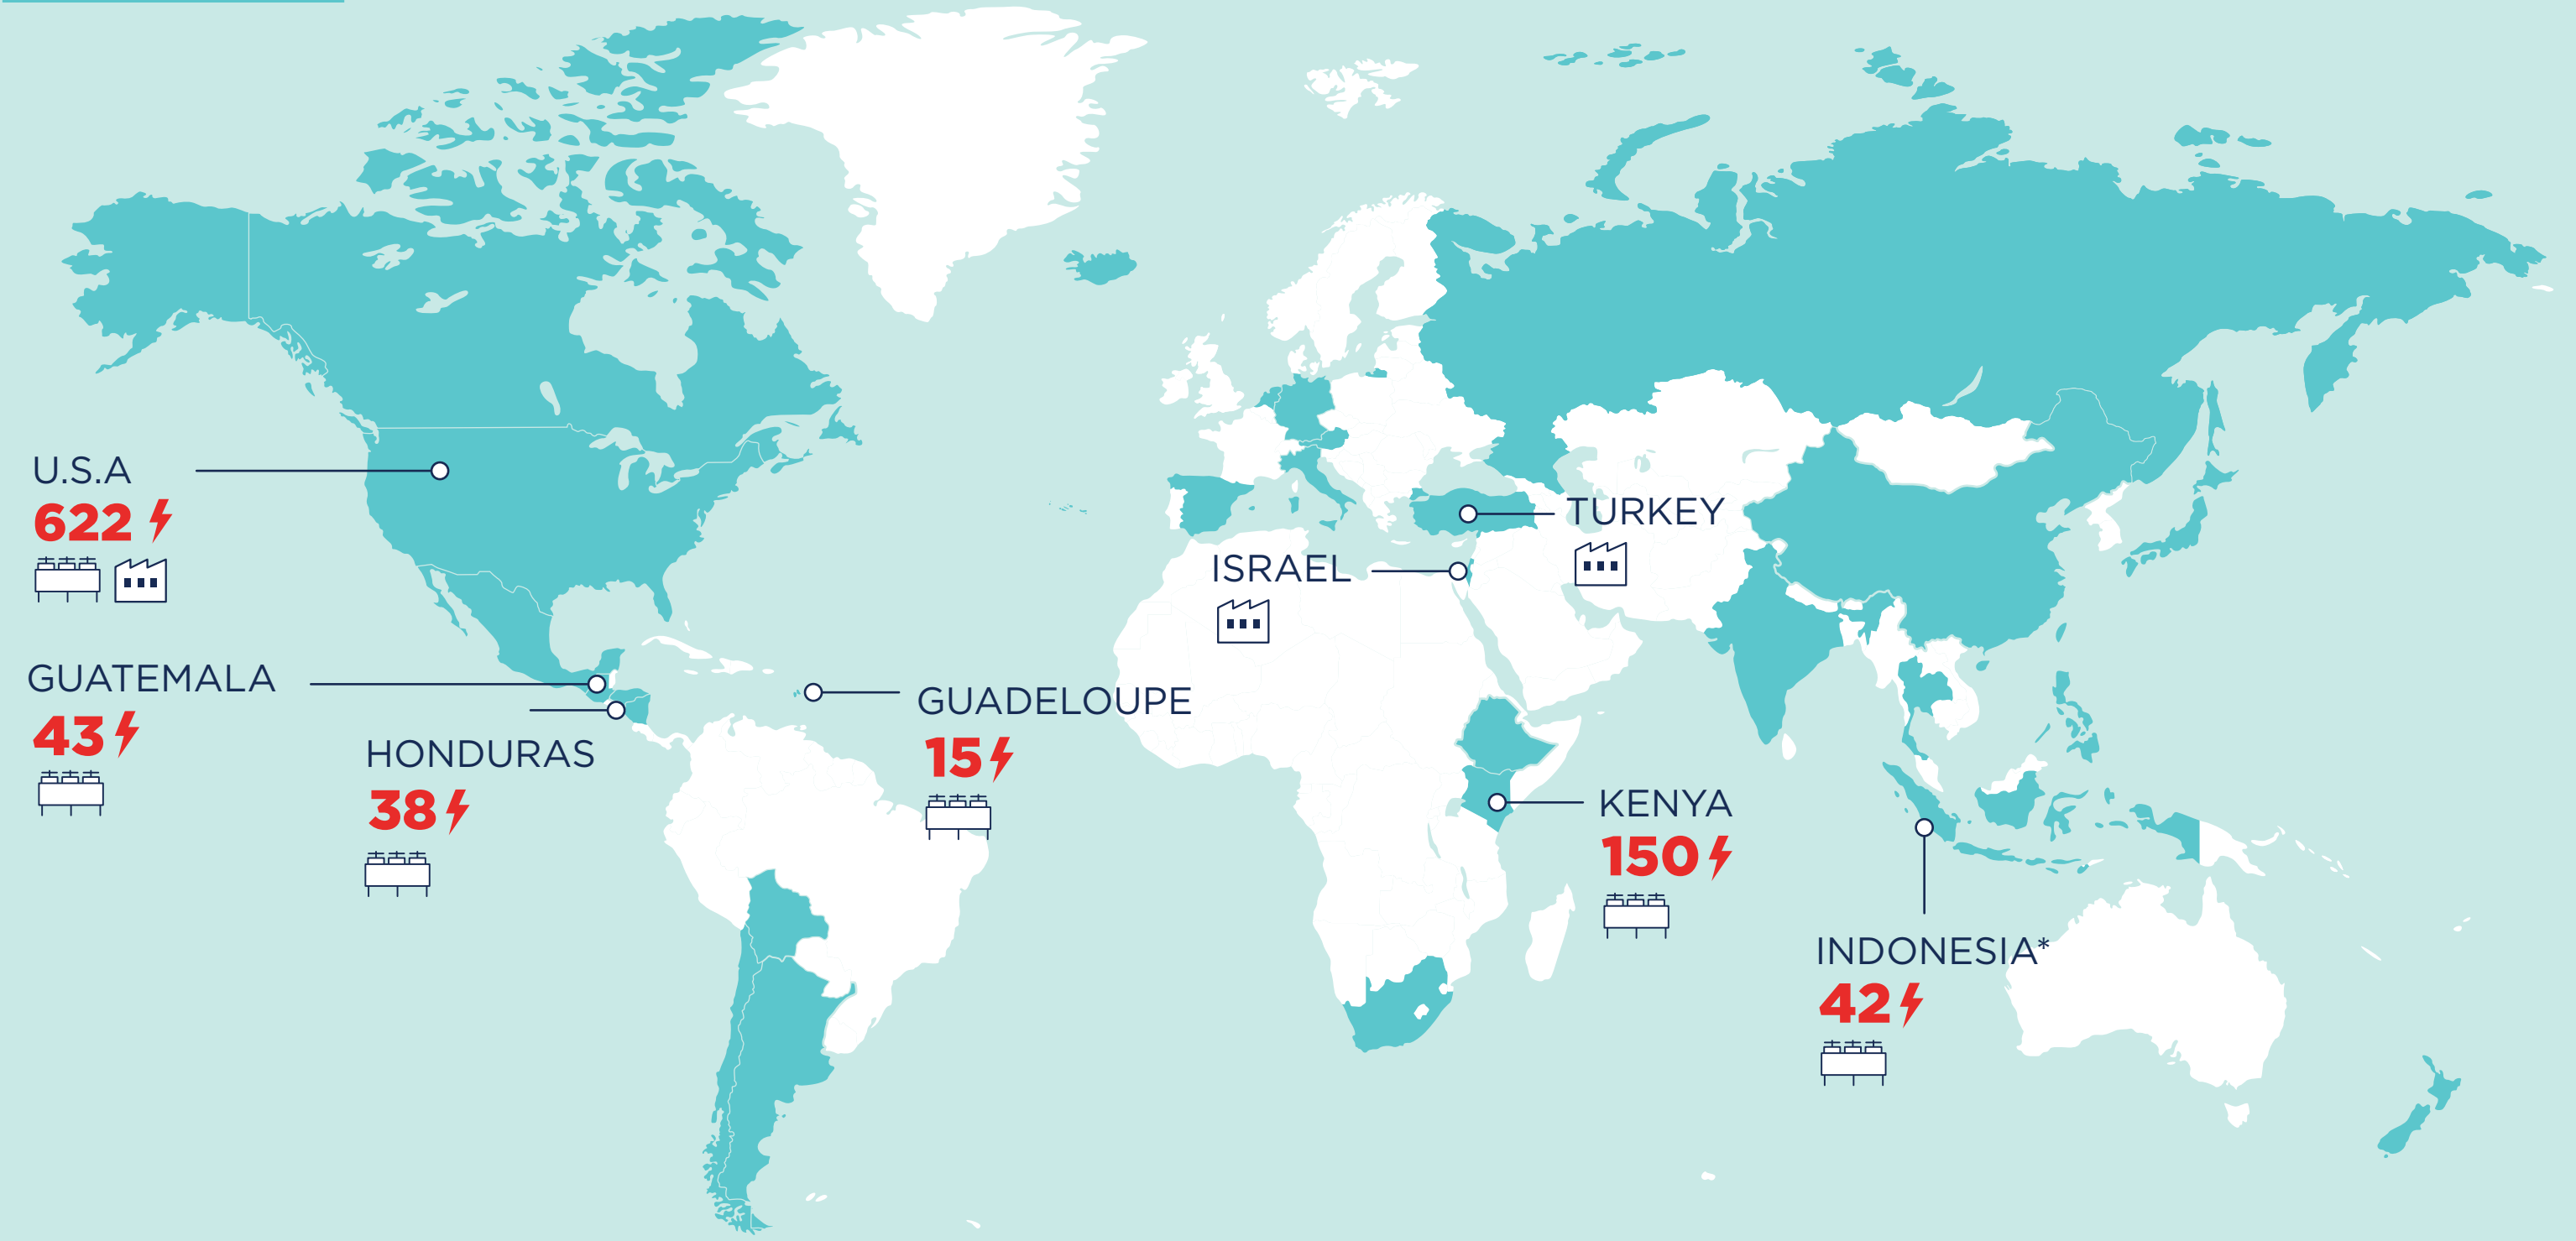 U.S.A
622
GUATEMALA
43
HONDURAS
38
GUADELOUPE
15
ISRAEL
TURKEY
KENYA
150
INDONESIA*
42